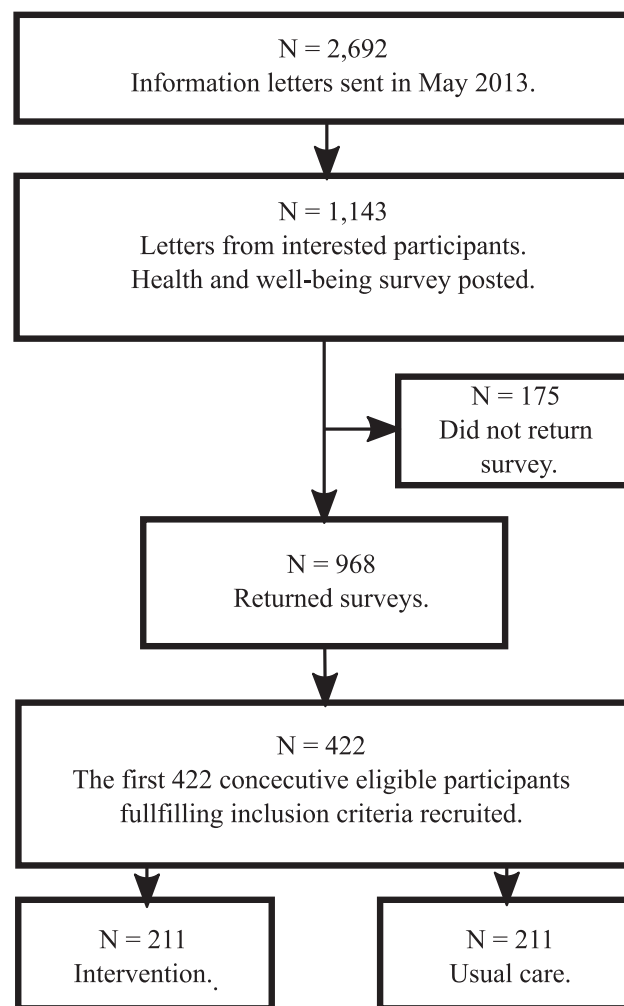 N = 2,692
Information letters sent in May 2013.
N = 1,143
Letters from interested participants.
Health and well-being survey posted.
N = 175
Did not return
survey.
N = 968
Returned surveys.
N = 422
The first 422 concecutive eligible participants
fullfilling inclusion criteria recruited.
N = 211
Intervention..
N = 211
Usual care.